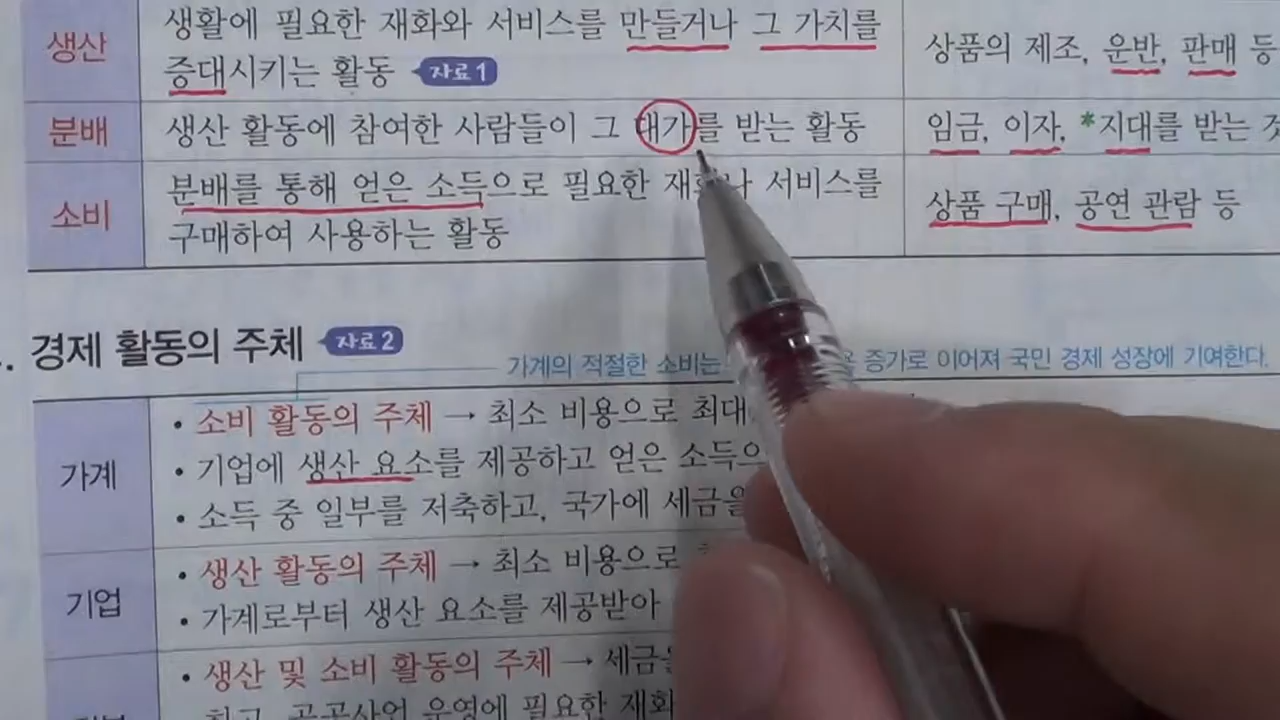 생산
생활에 필요한 재화와 서비스를 만들거나 그 가치를
증대시키는 활동 자료1
상품의 제조, 운반, 판매 등
분배
생산 활동에 참여한 사람들이 그 대가를 받는 활동
임금, 이자, *지대를 받는 것
소비
분배를 통해 얻은 소득으로 필요한 재화나 서비스를
구매하여 사용하는 활동
상품 구매, 공연 관람 등
경제 활동의 주체 자료2
가계의 적절한 소비는 증가로 이어져 국민 경제 성장에 기여한다.
가계
• 소비 활동의 주체 → 최소 비용으로 최대
• 기업에 생산 요소를 제공하고 얻은
• 소득 중 일부를 저축하고, 국가에 세금을
기업
• 생산 활동의 주체 → 최소 비용으로
• 가계로부터 생산 요소를 제공받아
• 생산 및 소비 활동의 주체 → 세금
필요한